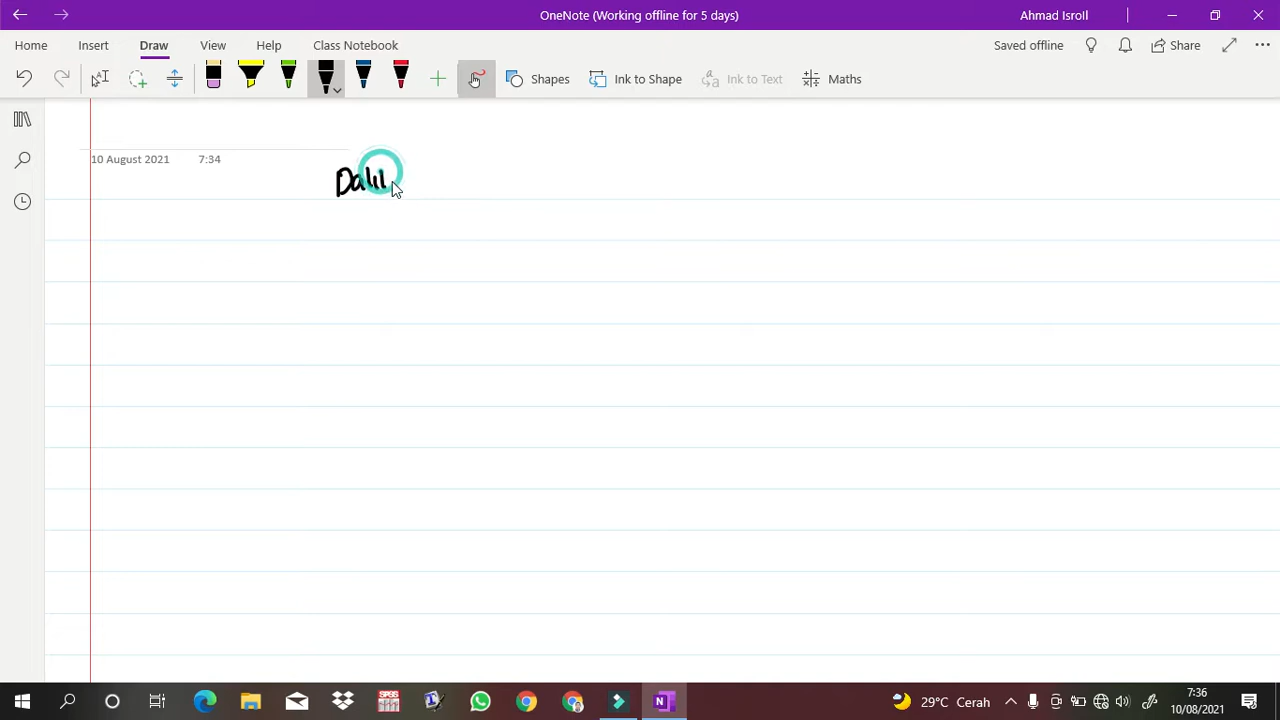 OneNote (Working offline for 5 days)
Ahmad Isroll
Home Insert Draw View Help Class Notebook
Saved offline Share
Shapes Ink to Shape Ink to Text Maths
10 August 2021 7:34
Dalil
SPSS
29°C Cerah
7:36
10/08/2021